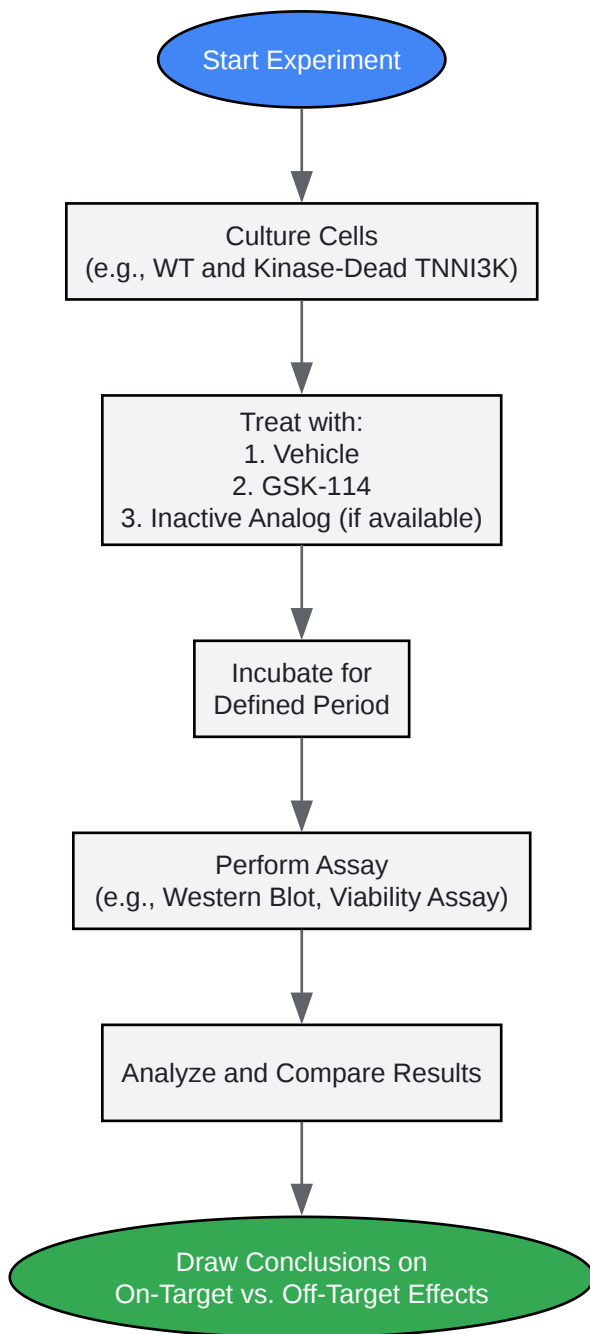 Start Experiment
Culture Cells
(e.g., WT and Kinase-Dead TNNI3K)
Treat with:
1. Vehicle
2. GSK-114
3. Inactive Analog (if available)
Incubate for
Defined Period
Perform Assay
(e.g., Western Blot, Viability Assay)
Analyze and Compare Results
Draw Conclusions on
On-Target vs. Off-Target Effects